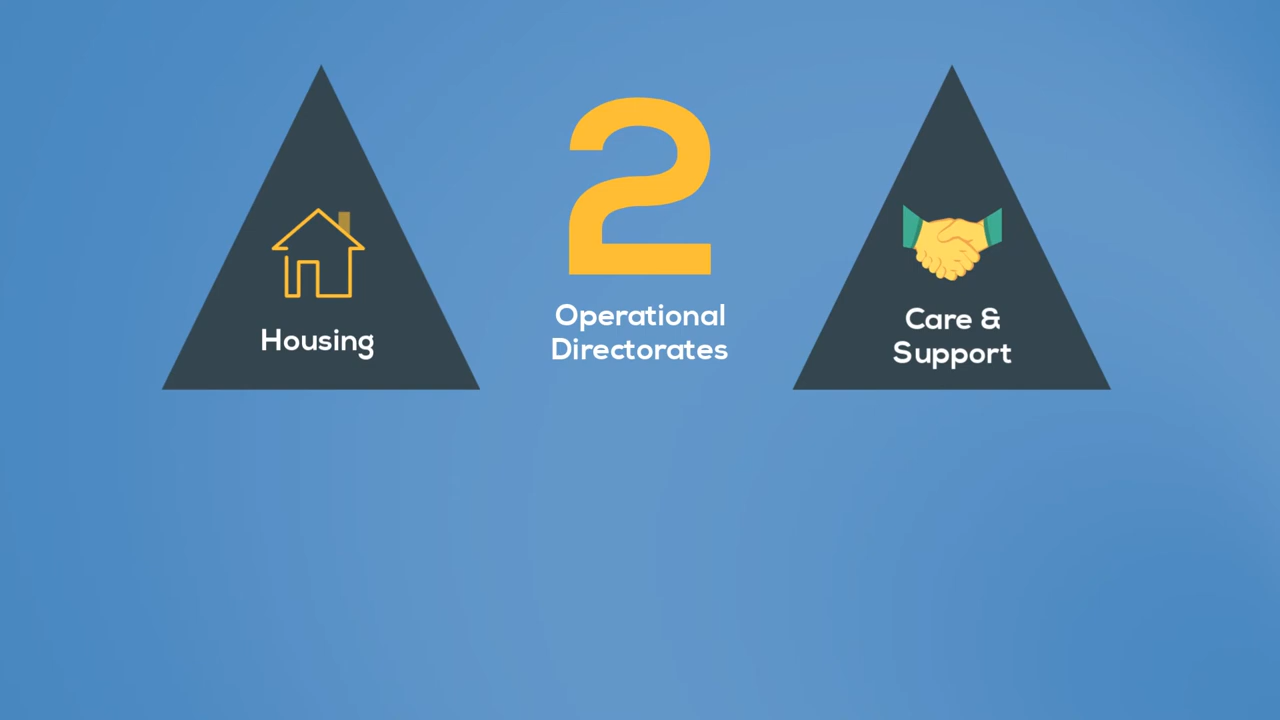 Housing
2
Operational
Directorates
Care &
Support